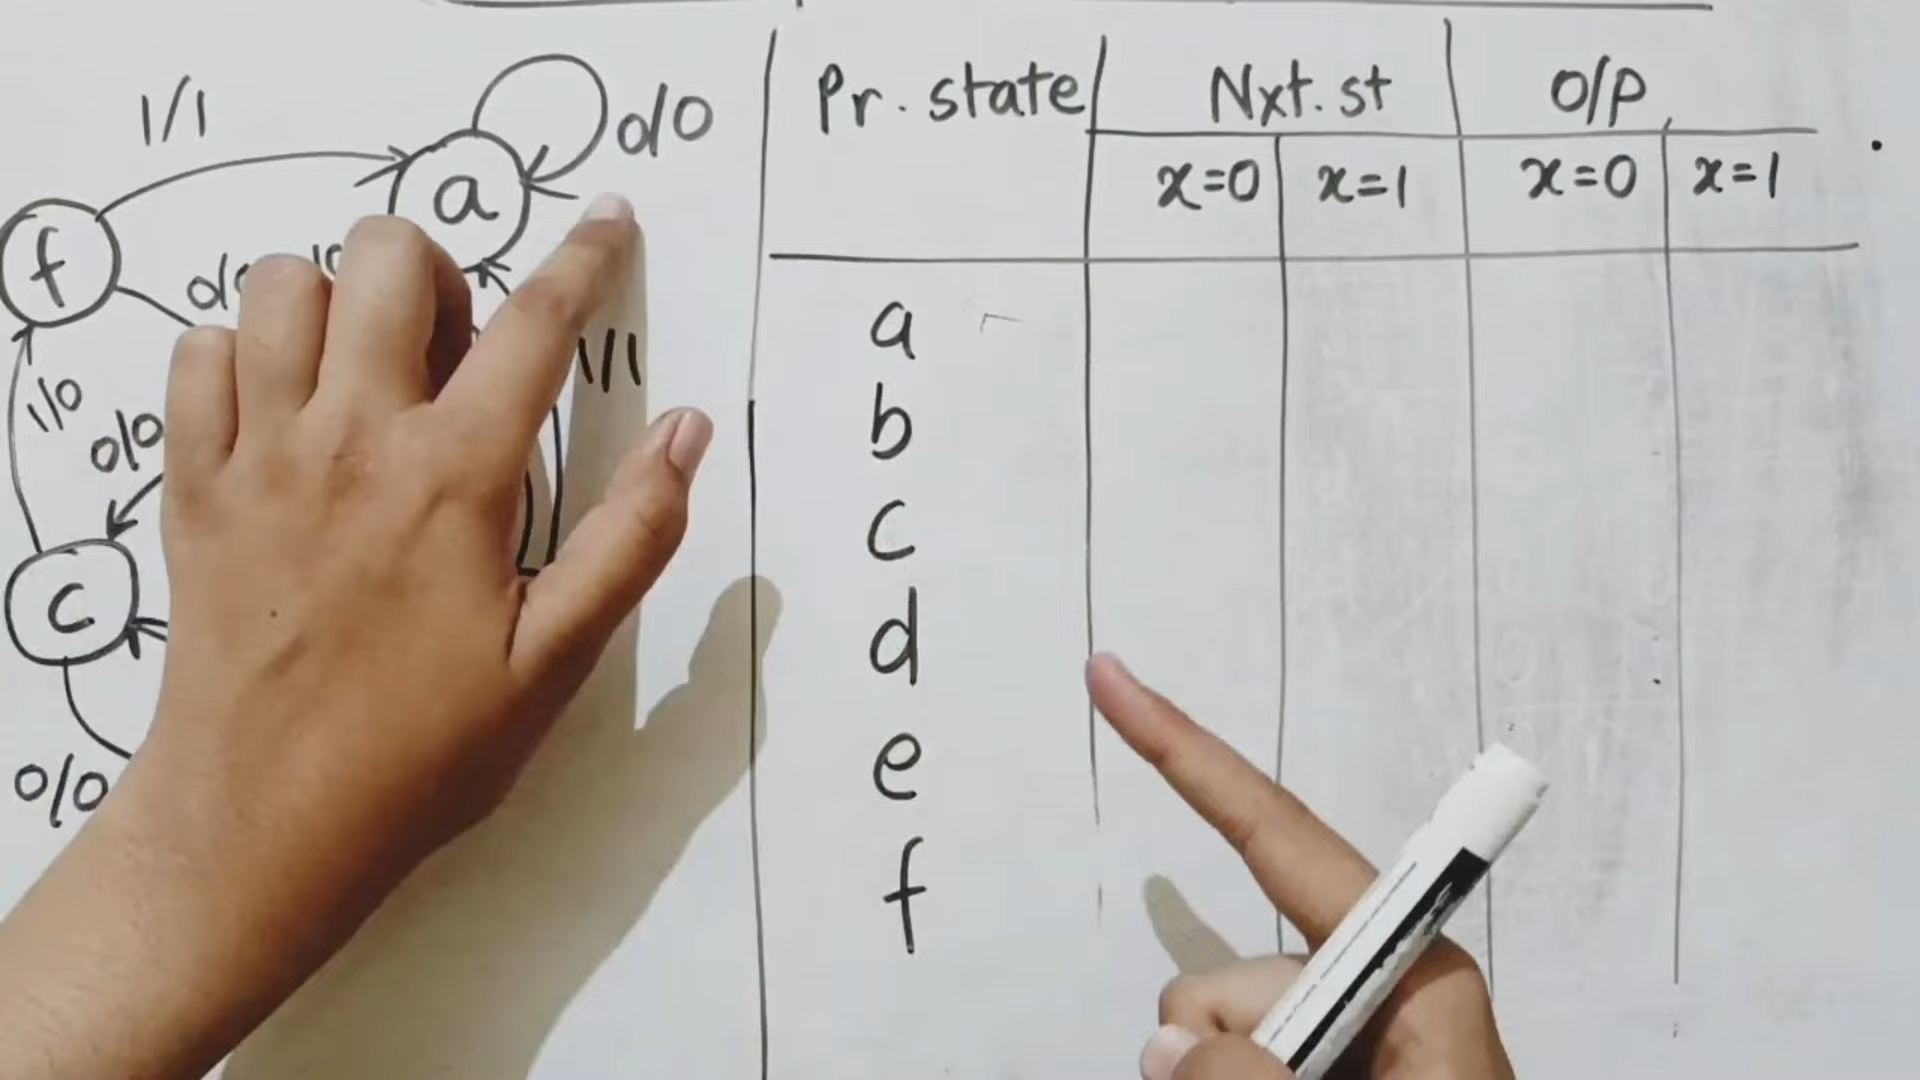 1/1
0/0
a
f
1/0
0/0
1/1
c
0/0
Pr. state Nxt. st O/P
x=0 x=1 x=0 x=1
a
b
c
d
e
f